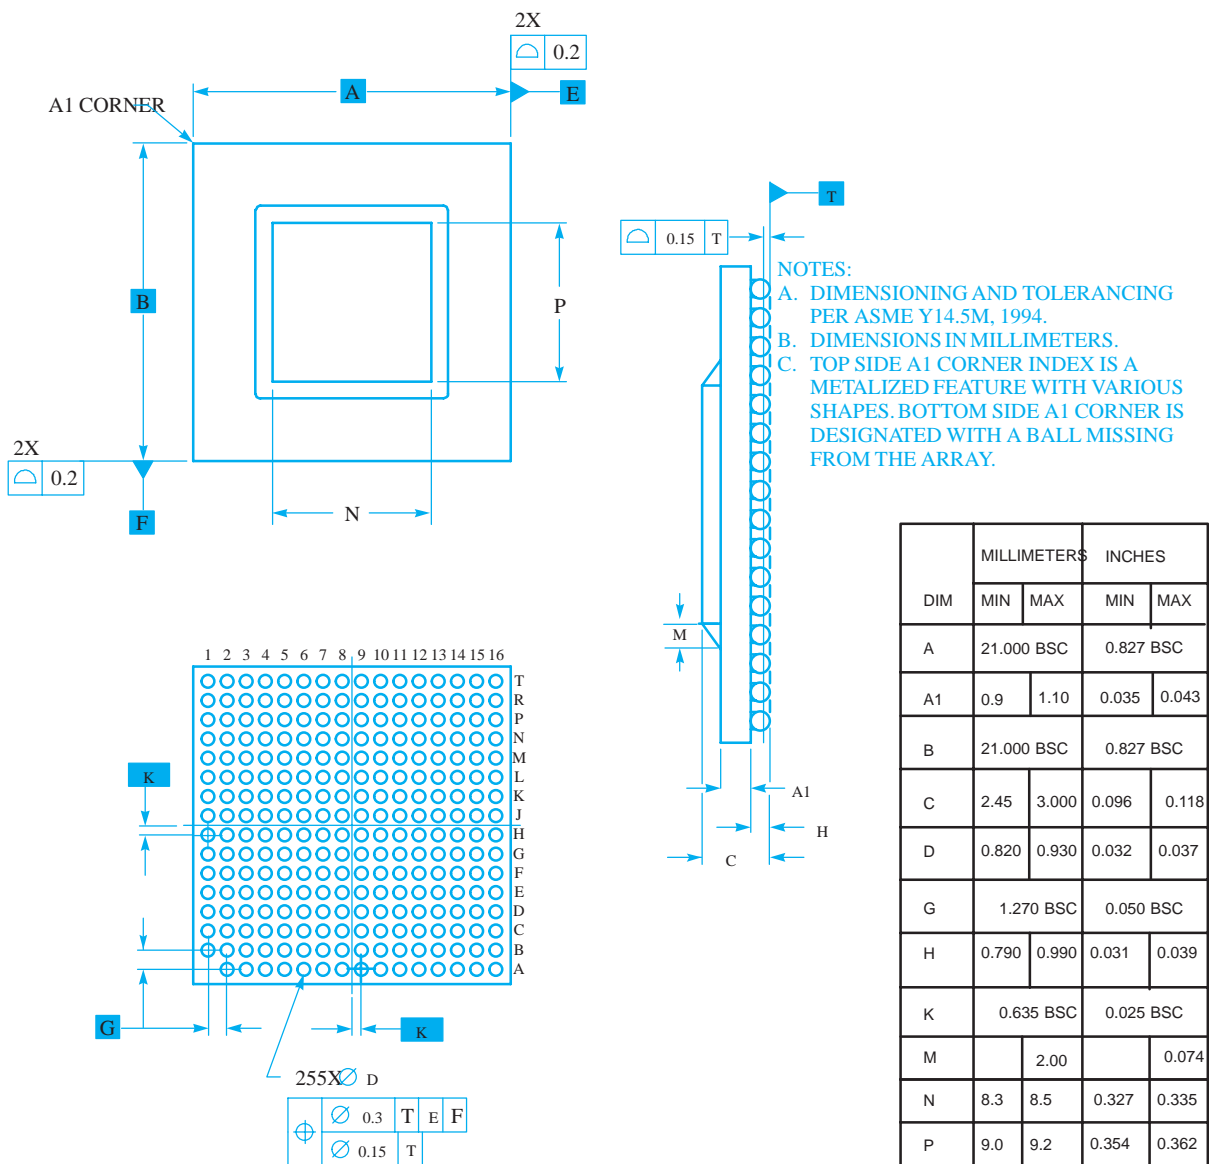 2X
0.2
A
E
A1 CORNER
B
P
N
2X
0.2
F
T
0.15 T
NOTES:
A. DIMENSIONING AND TOLERANCING
PER ASME Y14.5M, 1994.
B. DIMENSIONS IN MILLIMETERS.
C. TOP SIDE A1 CORNER INDEX IS A
METALIZED FEATURE WITH VARIOUS
SHAPES. BOTTOM SIDE A1 CORNER IS
DESIGNATED WITH A BALL MISSING
FROM THE ARRAY.
M
A1
H
C
1 2 3 4 5 6 7 8 9 10 11 12 13 14 15 16
T
R
P
N
M
L
K
J
H
G
F
E
D
C
B
A
K
G
K
255X ∅ D
⌖ ∅ 0.3 T E F
∅ 0.15 T
MILLIMETERS INCHES
DIM MIN MAX MIN MAX
A 21.000 BSC 0.827 BSC
A1 0.9 1.10 0.035 0.043
B 21.000 BSC 0.827 BSC
C 2.45 3.000 0.096 0.118
D 0.820 0.930 0.032 0.037
G 1.270 BSC 0.050 BSC
H 0.790 0.990 0.031 0.039
K 0.635 BSC 0.025 BSC
M 2.00 0.074
N 8.3 8.5 0.327 0.335
P 9.0 9.2 0.354 0.362